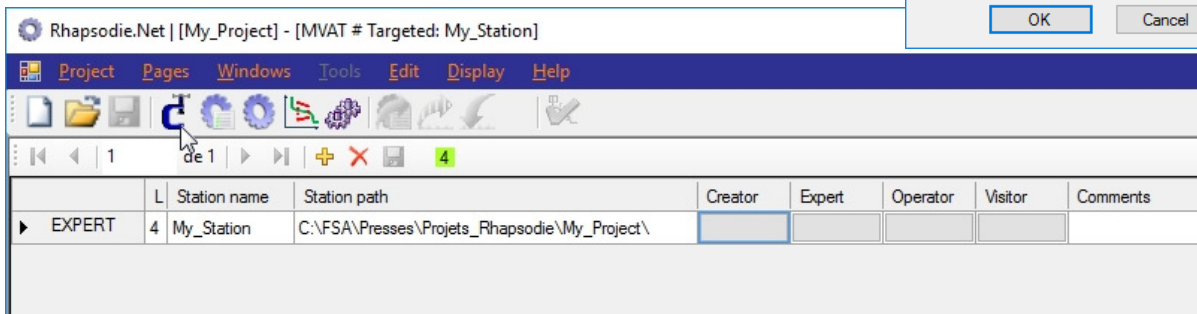 OK Cancel
Rhapsodie.Net | [My_Project] - [MVAT # Targeted: My_Station]
Project Pages Windows Tools Edit Display Help
1 de 1 4
L Station name Station path Creator Expert Operator Visitor Comments
EXPERT 4 My_Station C:\FSA\Presses\Projets_Rhapsodie\My_Project\